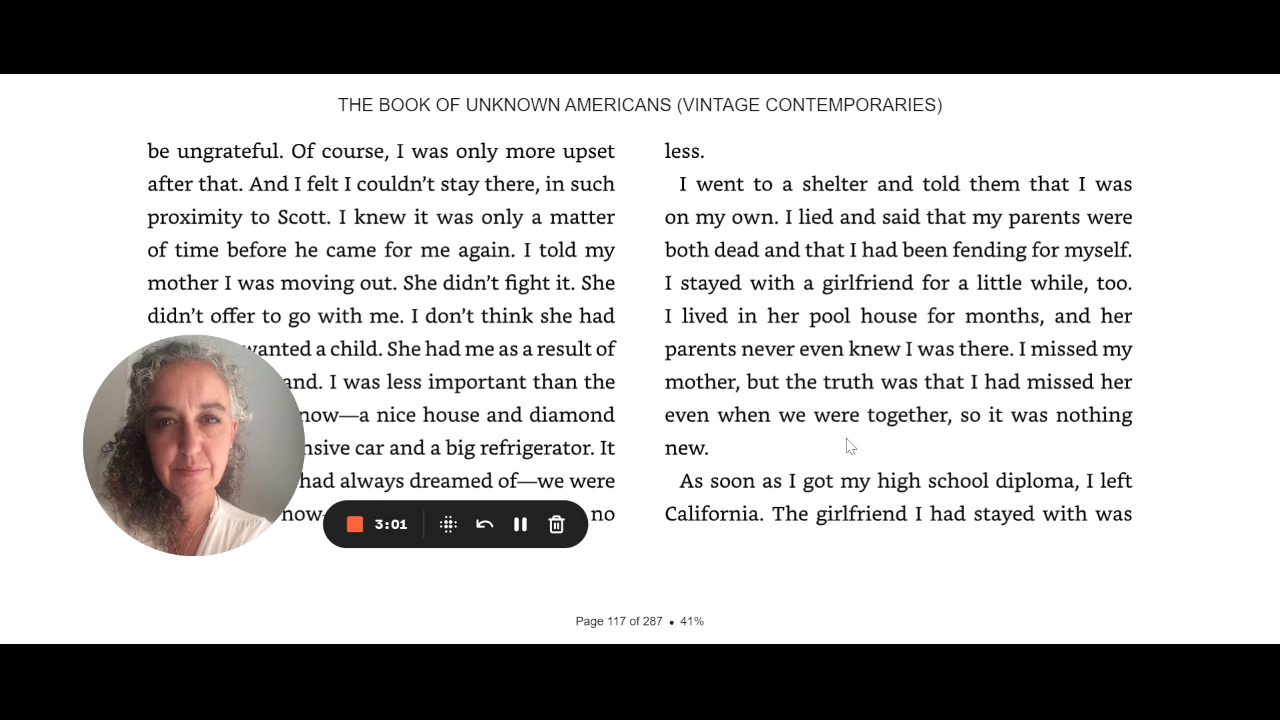 THE BOOK OF UNKNOWN AMERICANS (VINTAGE CONTEMPORARIES)
be ungrateful. Of course, I was only more upset
after that. And I felt I couldn’t stay there, in such
proximity to Scott. I knew it was only a matter
of time before he came for me again. I told my
mother I was moving out. She didn’t fight it. She
didn’t offer to go with me. I don’t think she had
wanted a child. She had me as a result of
and. I was less important than the
now—a nice house and diamond
nsive car and a big refrigerator. It
had always dreamed of—we were
now
no
less.
I went to a shelter and told them that I was
on my own. I lied and said that my parents were
both dead and that I had been fending for myself.
I stayed with a girlfriend for a little while, too.
I lived in her pool house for months, and her
parents never even knew I was there. I missed my
mother, but the truth was that I had missed her
even when we were together, so it was nothing
new.
As soon as I got my high school diploma, I left
California. The girlfriend I had stayed with was
3:01
Page 117 of 287 • 41%